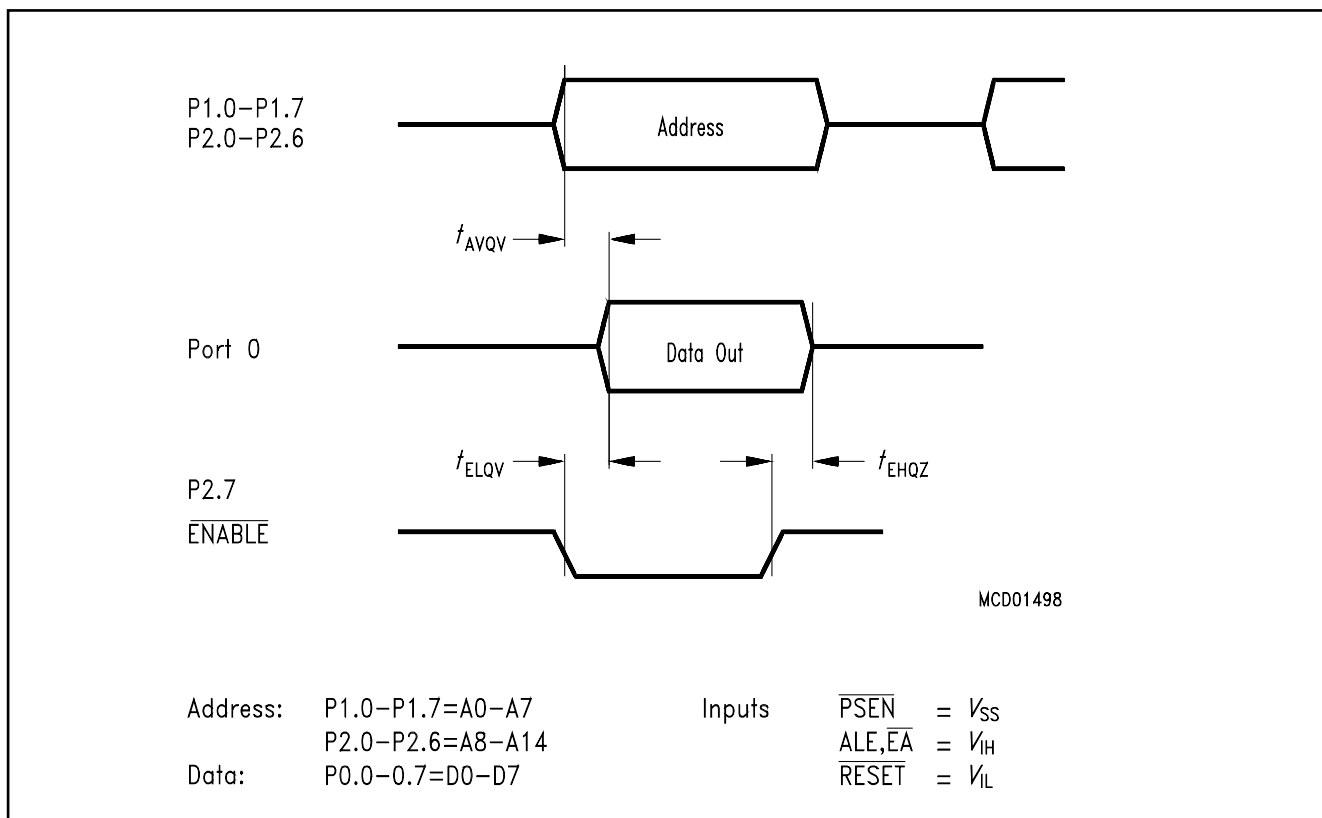 P1.0-P1.7
P2.0-P2.6
Address
tAVQV
Port 0
Data Out
tELQV
tEHQZ
P2.7
ENABLE
MCD01498
Address: P1.0-P1.7=A0-A7 Inputs PSEN = VSS
P2.0-P2.6=A8-A14 ALE,EA = VIH
Data: P0.0-0.7=D0-D7 RESET = VIL